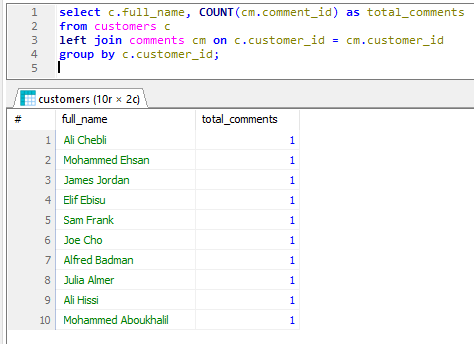 1 select c.full_name, COUNT(cm.comment_id) as total_comments
2 from customers c
3 left join comments cm on c.customer_id = cm.customer_id
4 group by c.customer_id;
5
customers (10r × 2c)
# full_name total_comments
1 Ali Chebli 1
2 Mohammed Ehsan 1
3 James Jordan 1
4 Elif Ebisu 1
5 Sam Frank 1
6 Joe Cho 1
7 Alfred Badman 1
8 Julia Almer 1
9 Ali Hissi 1
10 Mohammed Aboukhalil 1